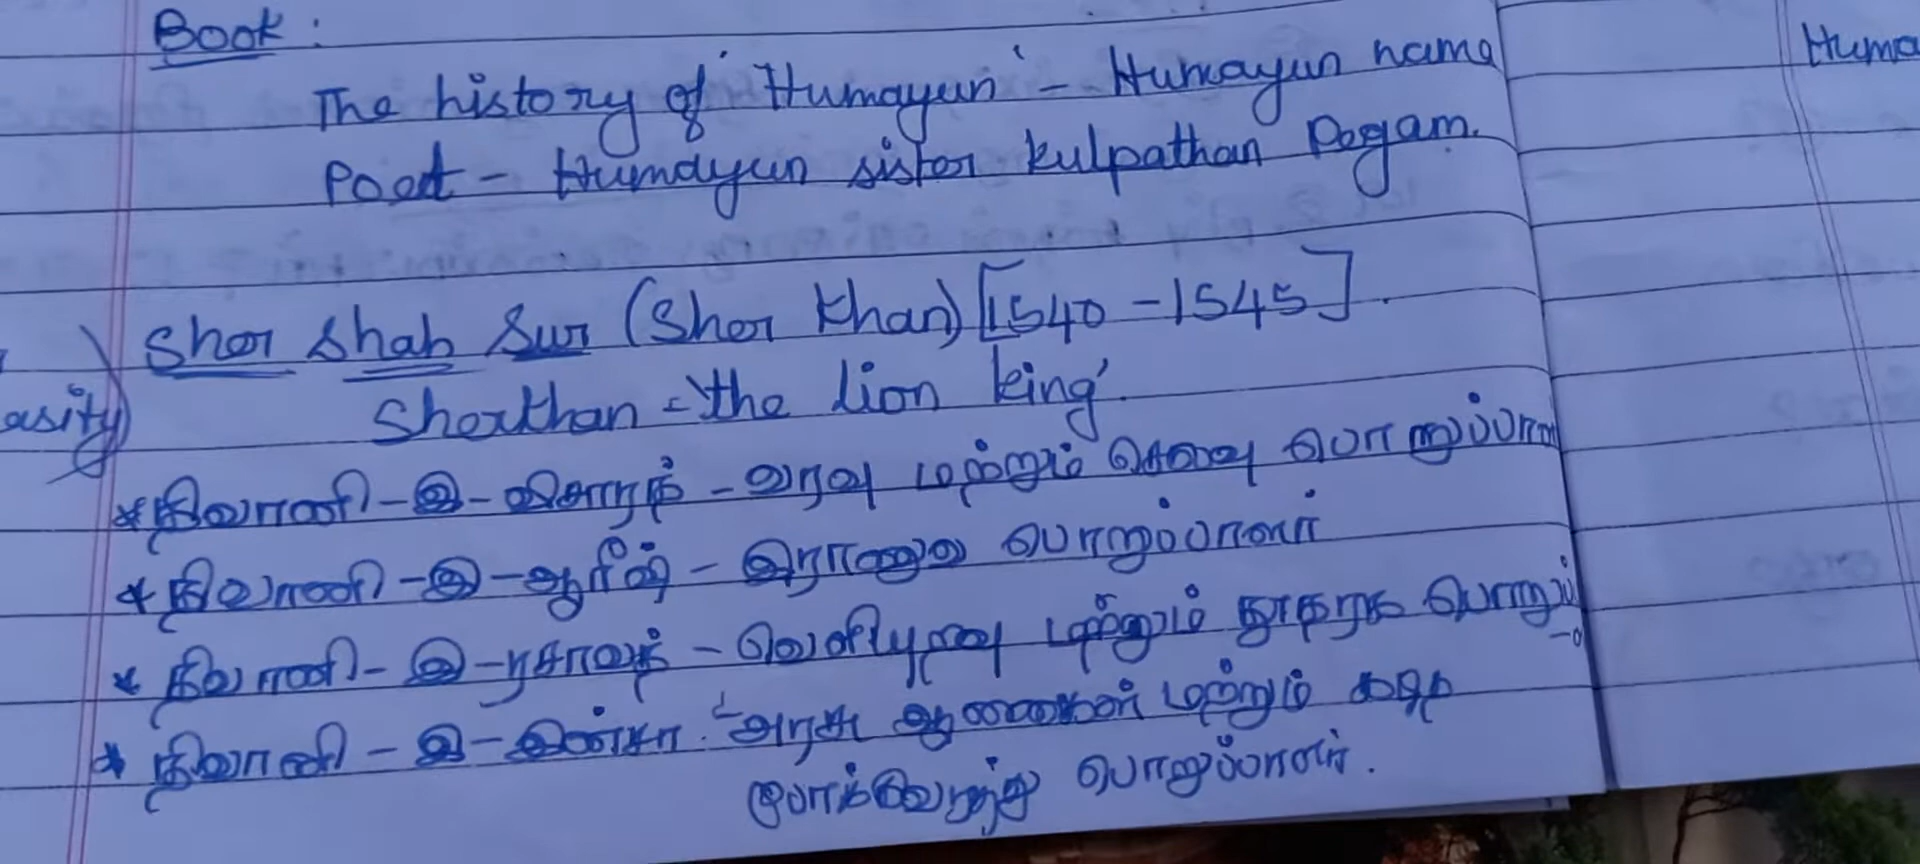 Book :
The history of 'Humayun' - Humayun nama
Poet - Humayun sister kulpathan Pegam.
Sher Shah Sur (Sher Khan) [1540 - 1545].
Sherkhan = 'the lion king'.
asity)
* திவானி - இ - விசாரத் - வரவு மற்றும் செலவு பொறுப்பா
* திவானி - இ - ஆரிஷ் - இராணுவ பொறுப்பாளர்
* திவானி - இ - ரசாலத் - வெளியுறவு மற்றும் தூதரக பொறுப்
* திவானி - இ - இன்சா - அரசு ஆணைகள் மற்றும் கடித
போக்குவரத்து பொறுப்பாளர்.
Huma